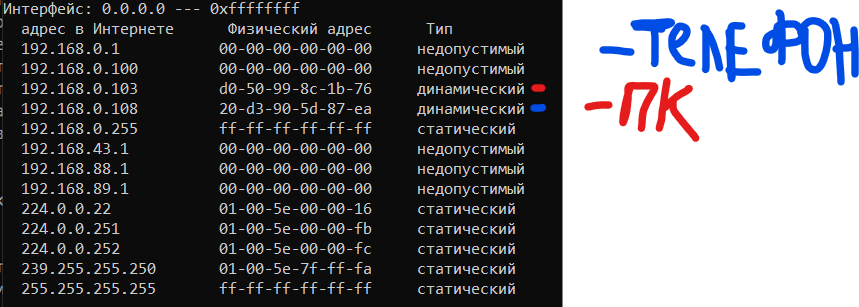 Интерфейс: 0.0.0.0 --- 0xffffffff
адрес в Интернете Физический адрес Тип
192.168.0.1 00-00-00-00-00-00 недопустимый
192.168.0.100 00-00-00-00-00-00 недопустимый
192.168.0.103 d0-50-99-8c-1b-76 динамический
192.168.0.108 20-d3-90-5d-87-ea динамический
192.168.0.255 ff-ff-ff-ff-ff-ff статический
192.168.43.1 00-00-00-00-00-00 недопустимый
192.168.88.1 00-00-00-00-00-00 недопустимый
192.168.89.1 00-00-00-00-00-00 недопустимый
224.0.0.22 01-00-5e-00-00-16 статический
224.0.0.251 01-00-5e-00-00-fb статический
224.0.0.252 01-00-5e-00-00-fc статический
239.255.255.250 01-00-5e-7f-ff-fa статический
255.255.255.255 ff-ff-ff-ff-ff-ff статический
-ТЕЛЕФОН
-ПК